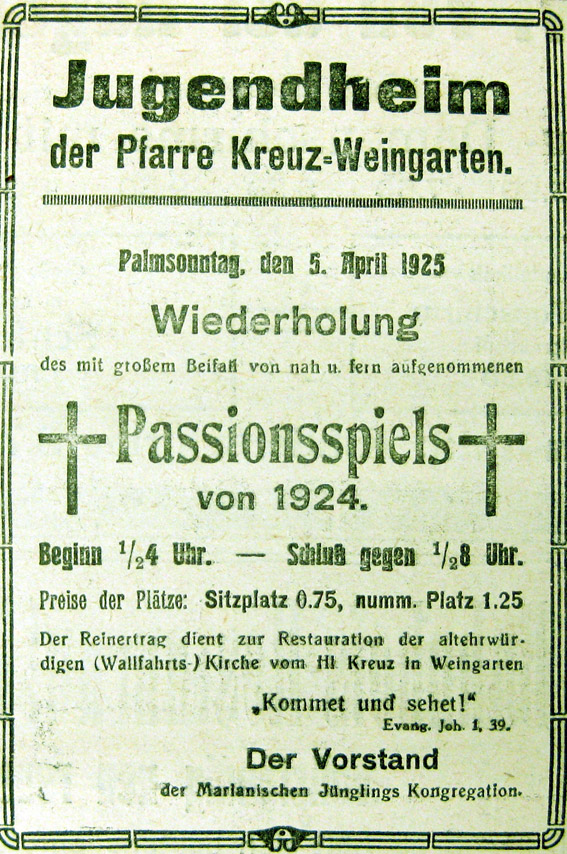 Jugendheim
der Pfarre Kreuz=Weingarten.
Palmsonntag, den 5. April 1925
Wiederholung
des mit großem Beifall von nah u. fern aufgenommenen
Passionsspiels
von 1924.
Beginn ½4 Uhr. — Schluß gegen ½8 Uhr.
Preise der Plätze: Sitzplatz 0.75, numm. Platz 1.25
Der Reinertrag dient zur Restauration der altehrwür-
digen (Wallfahrts-) Kirche vom Hl Kreuz in Weingarten
„Kommet und sehet!“
Evang. Joh. 1, 39.
Der Vorstand
der Marianischen Jünglings Kongregation.